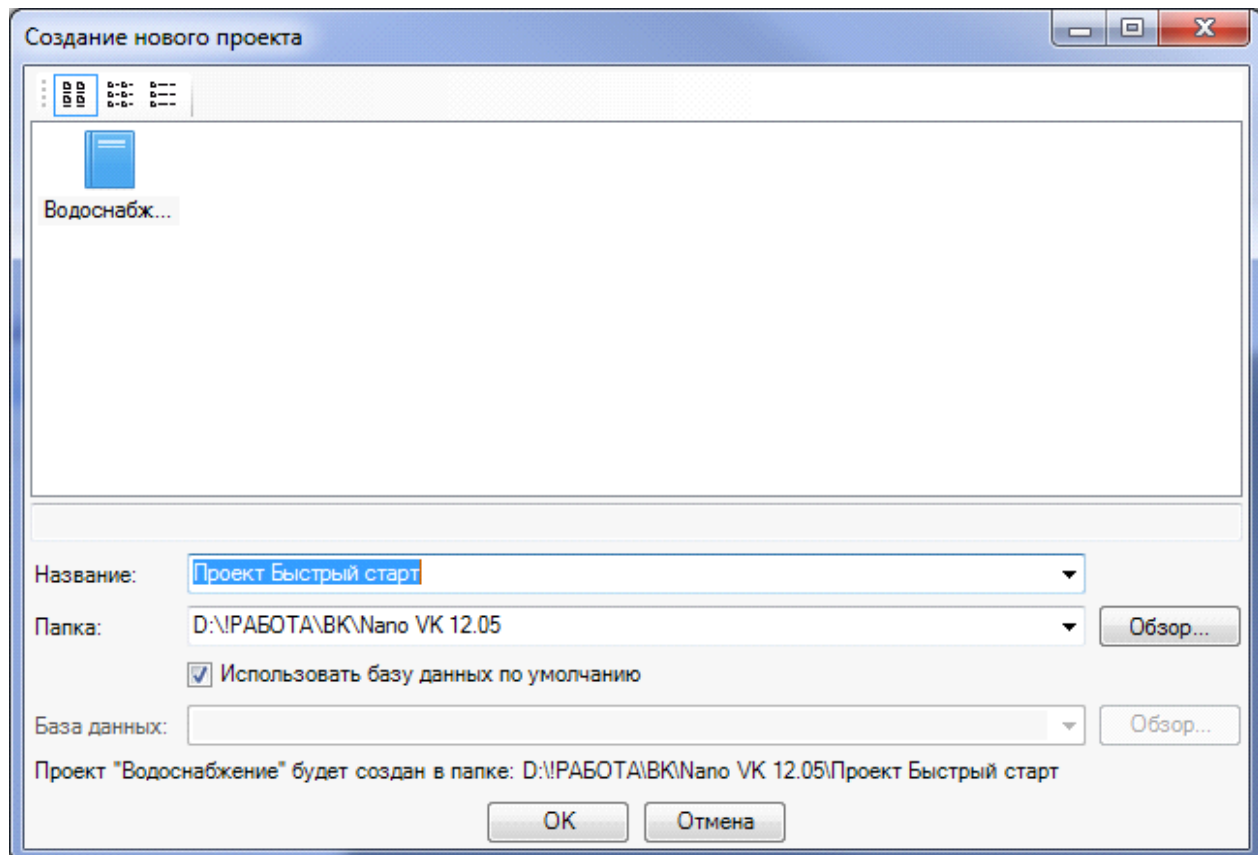 Создание нового проекта
Водоснабж...
Название: Проект Быстрый старт
Папка: D:\!РАБОТА\ВК\Nano VK 12.05 Обзор...
Использовать базу данных по умолчанию
База данных: Обзор...
Проект "Водоснабжение" будет создан в папке: D:\!РАБОТА\ВК\Nano VK 12.05\Проект Быстрый старт
ОК Отмена